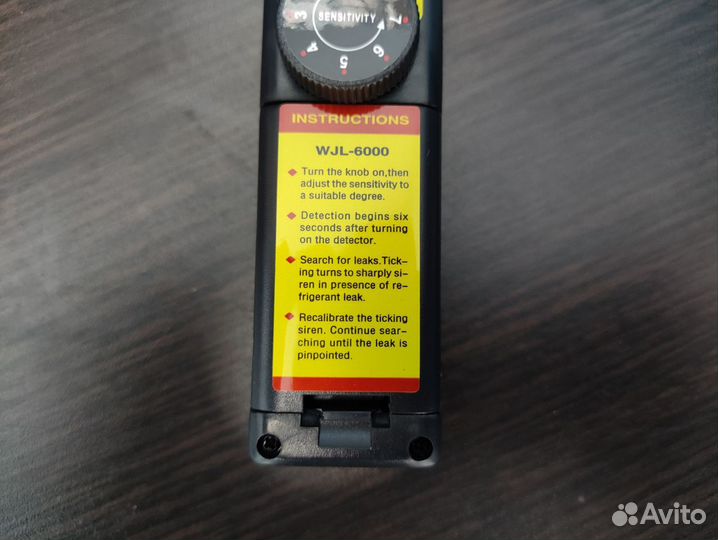 SENSITIVITY
3
4
5
6
7
INSTRUCTIONS
WJL-6000
Turn the knob on,then
adjust the sensitivity to
a suitable degree.
Detection begins six
seconds after turning
on the detector.
Search for leaks.Tick-
ing turns to sharply si-
ren in presence of re-
frigerant leak.
Recalibrate the ticking
siren. Continue sear-
ching until the leak is
pinpointed.
Avito